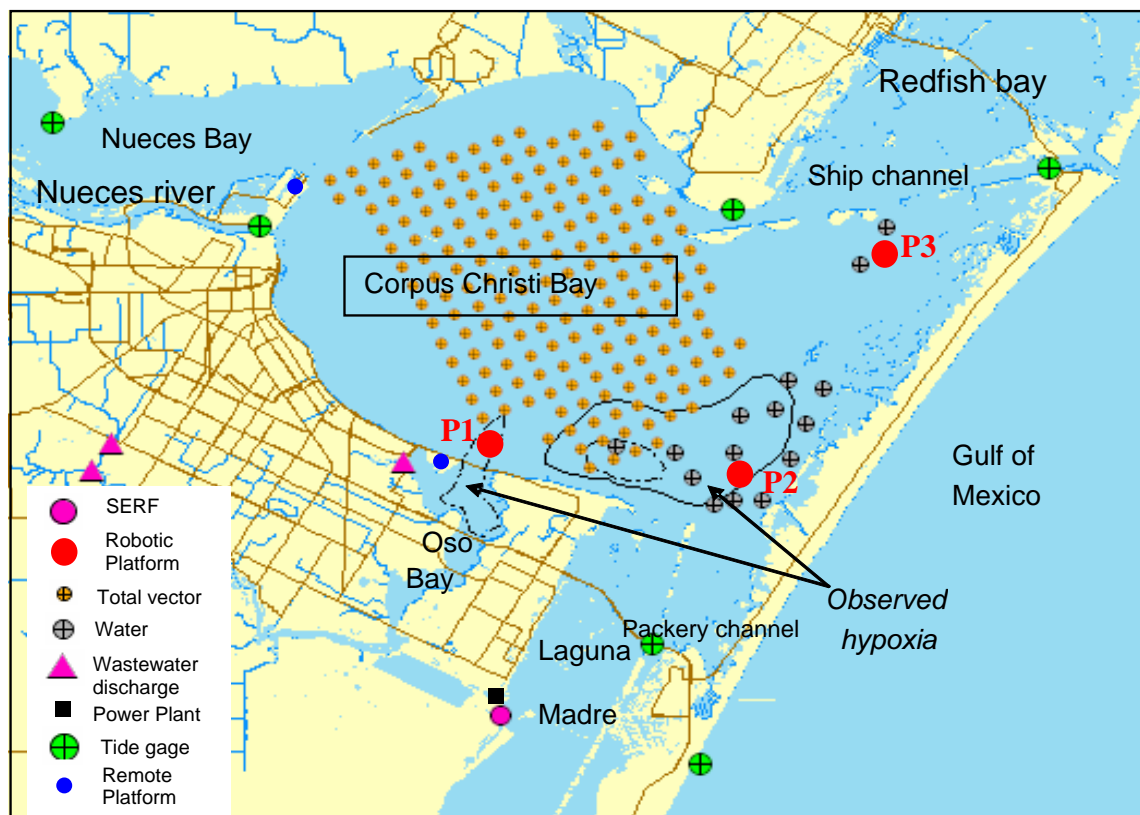 Redfish bay
Nueces Bay
Ship channel
Nueces river
P3
Corpus Christi Bay
P1
Gulf of
Mexico
P2
SERF
Robotic
Platform
Oso
Bay
Total vector
Observed
hypoxia
Water
Packery channel
Laguna
Wastewater
discharge
Madre
Power Plant
Tide gage
Remote
Platform